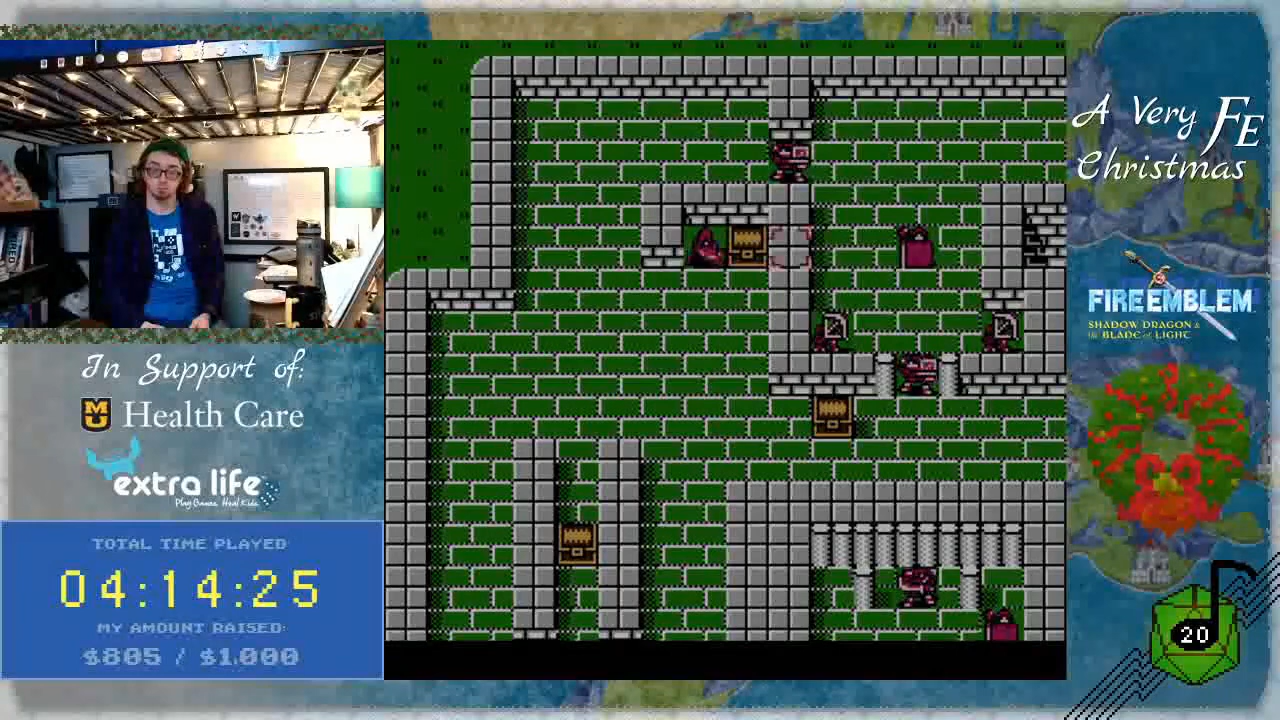 A Very FE
Christmas
FIRE EMBLEM
SHADOW DRAGON &
the BLADE of LIGHT
In Support of:
MU Health Care
extra life
Play Games. Heal Kids.
TOTAL TIME PLAYED
04:14:25
MY AMOUNT RAISED:
$805 / $1,000
20